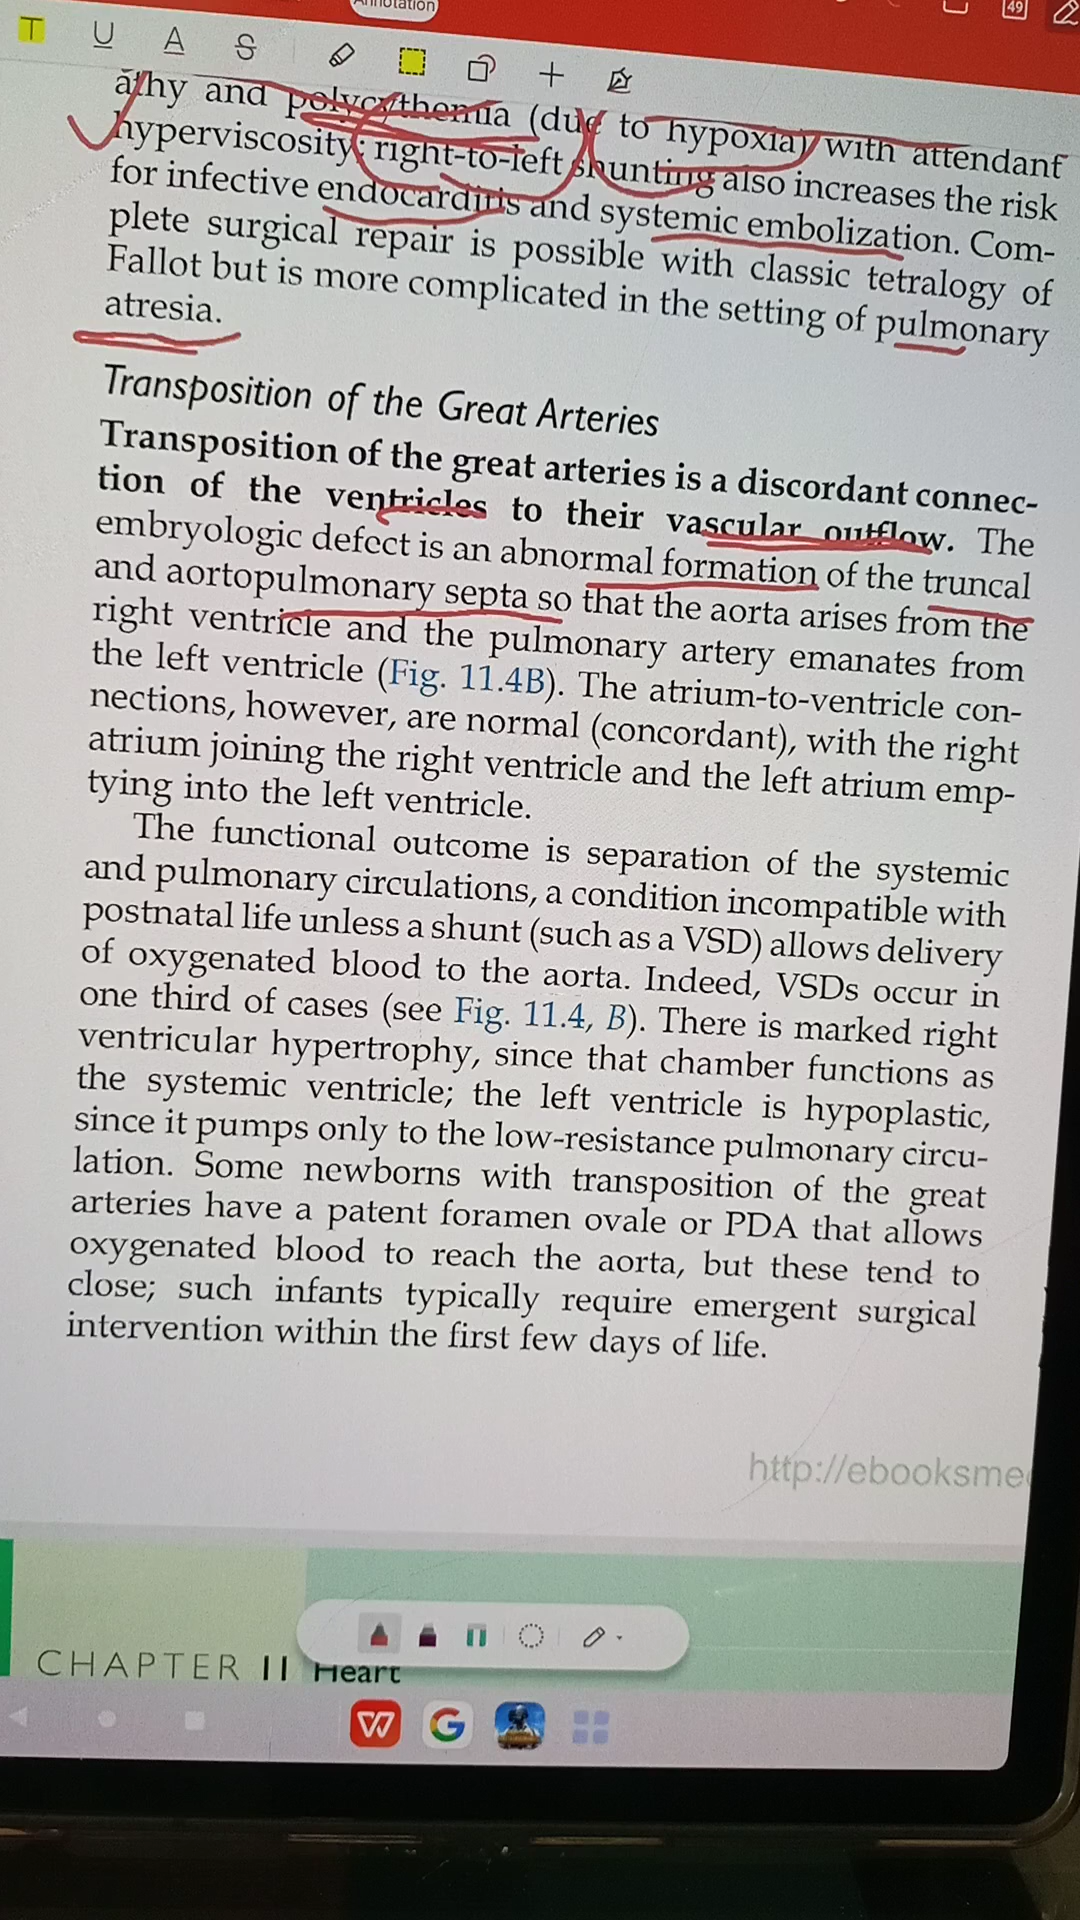 Annotation
49
T U A S
athy and polycythemia (due to hypoxia) with attendant
hyperviscosity; right-to-left shunting also increases the risk
for infective endocarditis and systemic embolization. Com-
plete surgical repair is possible with classic tetralogy of
Fallot but is more complicated in the setting of pulmonary
atresia.
Transposition of the Great Arteries
Transposition of the great arteries is a discordant connec-
tion of the ventricles to their vascular outflow. The
embryologic defect is an abnormal formation of the truncal
and aortopulmonary septa so that the aorta arises from the
right ventricle and the pulmonary artery emanates from
the left ventricle (Fig. 11.4B). The atrium-to-ventricle con-
nections, however, are normal (concordant), with the right
atrium joining the right ventricle and the left atrium emp-
tying into the left ventricle.
The functional outcome is separation of the systemic
and pulmonary circulations, a condition incompatible with
postnatal life unless a shunt (such as a VSD) allows delivery
of oxygenated blood to the aorta. Indeed, VSDs occur in
one third of cases (see Fig. 11.4, B). There is marked right
ventricular hypertrophy, since that chamber functions as
the systemic ventricle; the left ventricle is hypoplastic,
since it pumps only to the low-resistance pulmonary circu-
lation. Some newborns with transposition of the great
arteries have a patent foramen ovale or PDA that allows
oxygenated blood to reach the aorta, but these tend to
close; such infants typically require emergent surgical
intervention within the first few days of life.
http://ebooksme
CHAPTER 11 Heart
W G